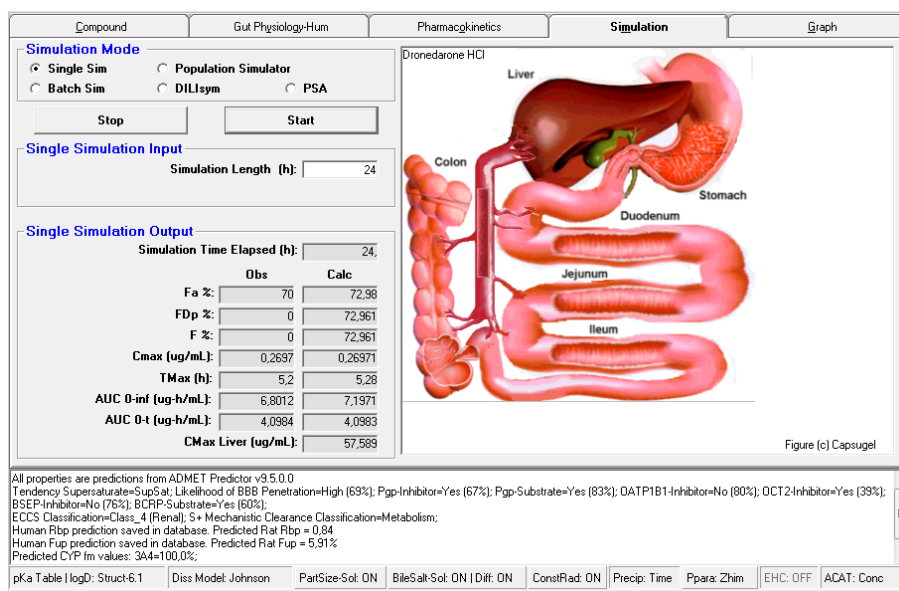 Compound Gut Physiology-Hum Pharmacokinetics Simulation Graph
Simulation Mode
Single Sim Population Simulator
Batch Sim DILIsym PSA
Stop Start
Single Simulation Input
Simulation Length (h): 24
Single Simulation Output
Simulation Time Elapsed (h): 24,
Obs Calc
Fa %: 70 72,98
FDp %: 0 72,961
F %: 0 72,961
Cmax (ug/mL): 0,2697 0,26971
TMax (h): 5,2 5,28
AUC 0-inf (ug-h/mL): 6,8012 7,1971
AUC 0-t (ug-h/mL): 4,0984 4,0983
CMax Liver (ug/mL): 57,589
Dronedarone HCl
Liver
Colon
Stomach
Duodenum
Jejunum
Ileum
Figure (c) Capsugel
All properties are predictions from ADMET Predictor v9.5.0.0
Tendency Supersaturate=SupSat; Likelihood of BBB Penetration=High (69%); Pgp-Inhibitor=Yes (67%); Pgp-Substrate=Yes (83%); OATP1B1-Inhibitor=No (80%); OCT2-Inhibitor=Yes (39%);
BSEP-Inhibitor=No (76%); BCRP-Substrate=Yes (60%);
ECCS Classification=Class_4 (Renal); S+ Mechanistic Clearance Classification=Metabolism;
Human Rbp prediction saved in database. Predicted Rat Rbp = 0,84
Human Fup prediction saved in database. Predicted Rat Fup = 5,91%
Predicted CYP fm values: 3A4=100,0%;
pKa Table | logD: Struct-6.1 Diss Model: Johnson PartSize-Sol: ON BileSalt-Sol: ON | Diff: ON ConstRad: ON Precip: Time Ppara: Zhim EHC: OFF ACAT: Conc